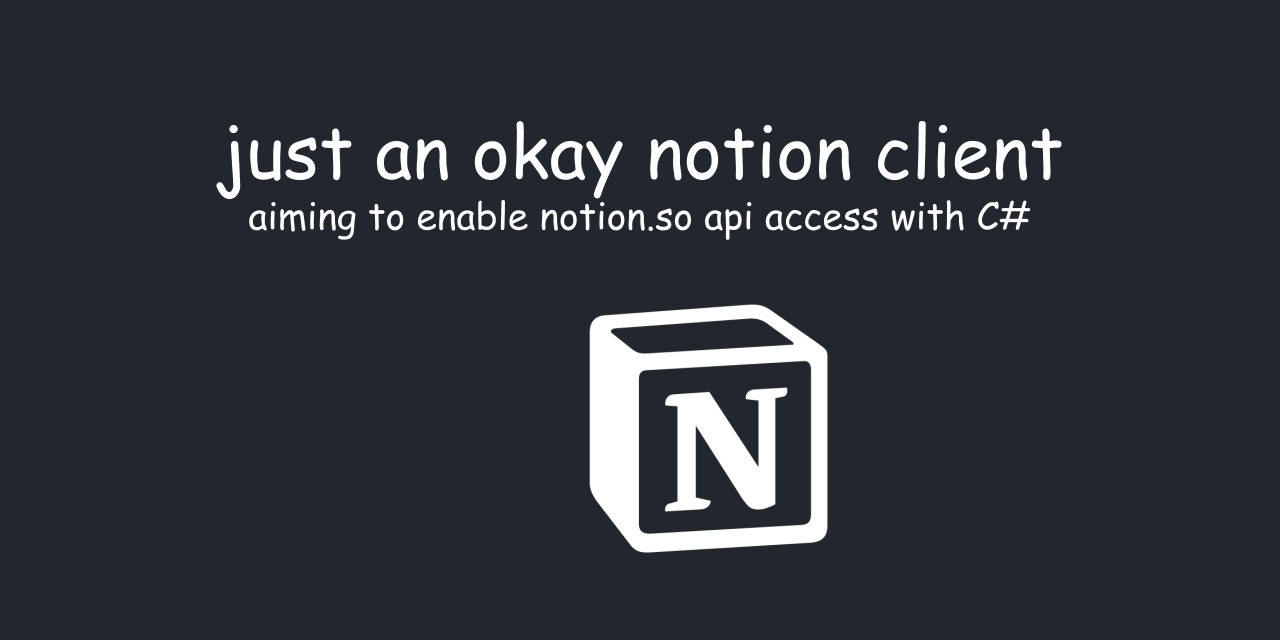 just an okay notion client
aiming to enable notion.so api access with C#
N